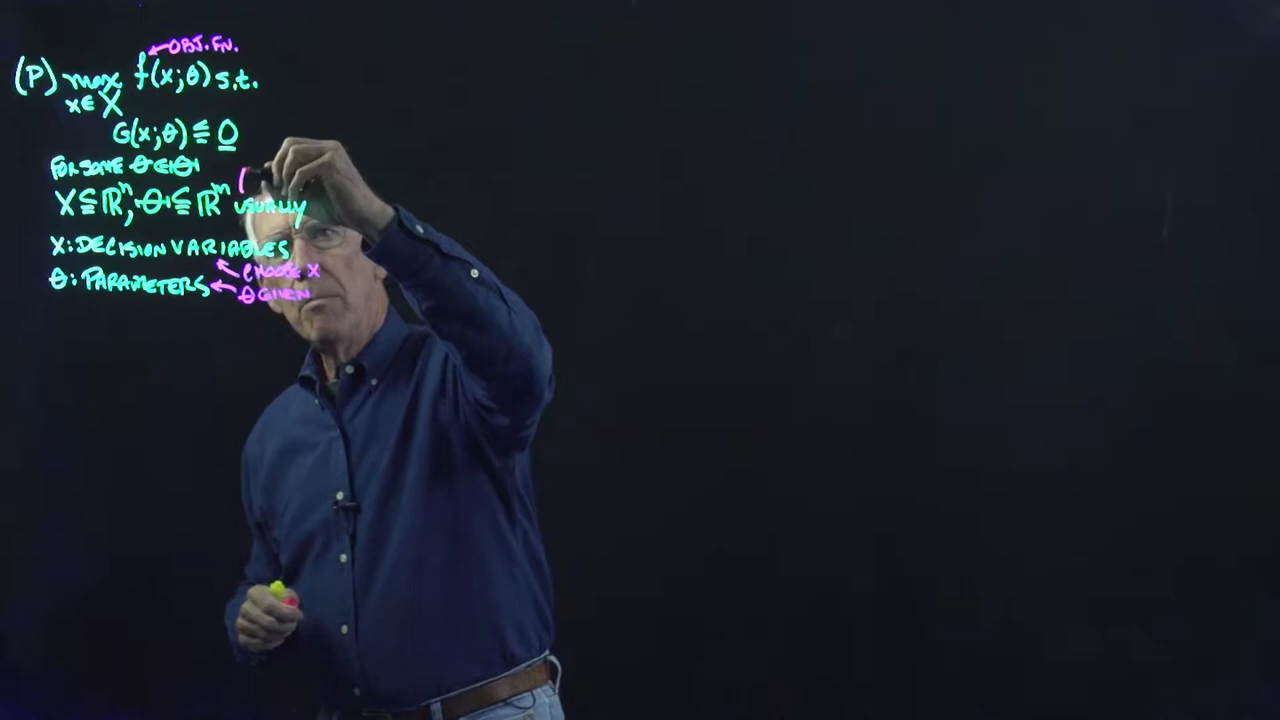 ← OBJ. FN.
(P) max f(x;θ) s.t.
x∈X
G(x;θ) ≦ 0
FOR SOME θ∈Θ
X ⊆ ℝⁿ, Θ ⊆ ℝᵐ USUALLY
X: DECISION VARIABLES
CHOOSE X
θ: PARAMETERS ← θ GIVEN